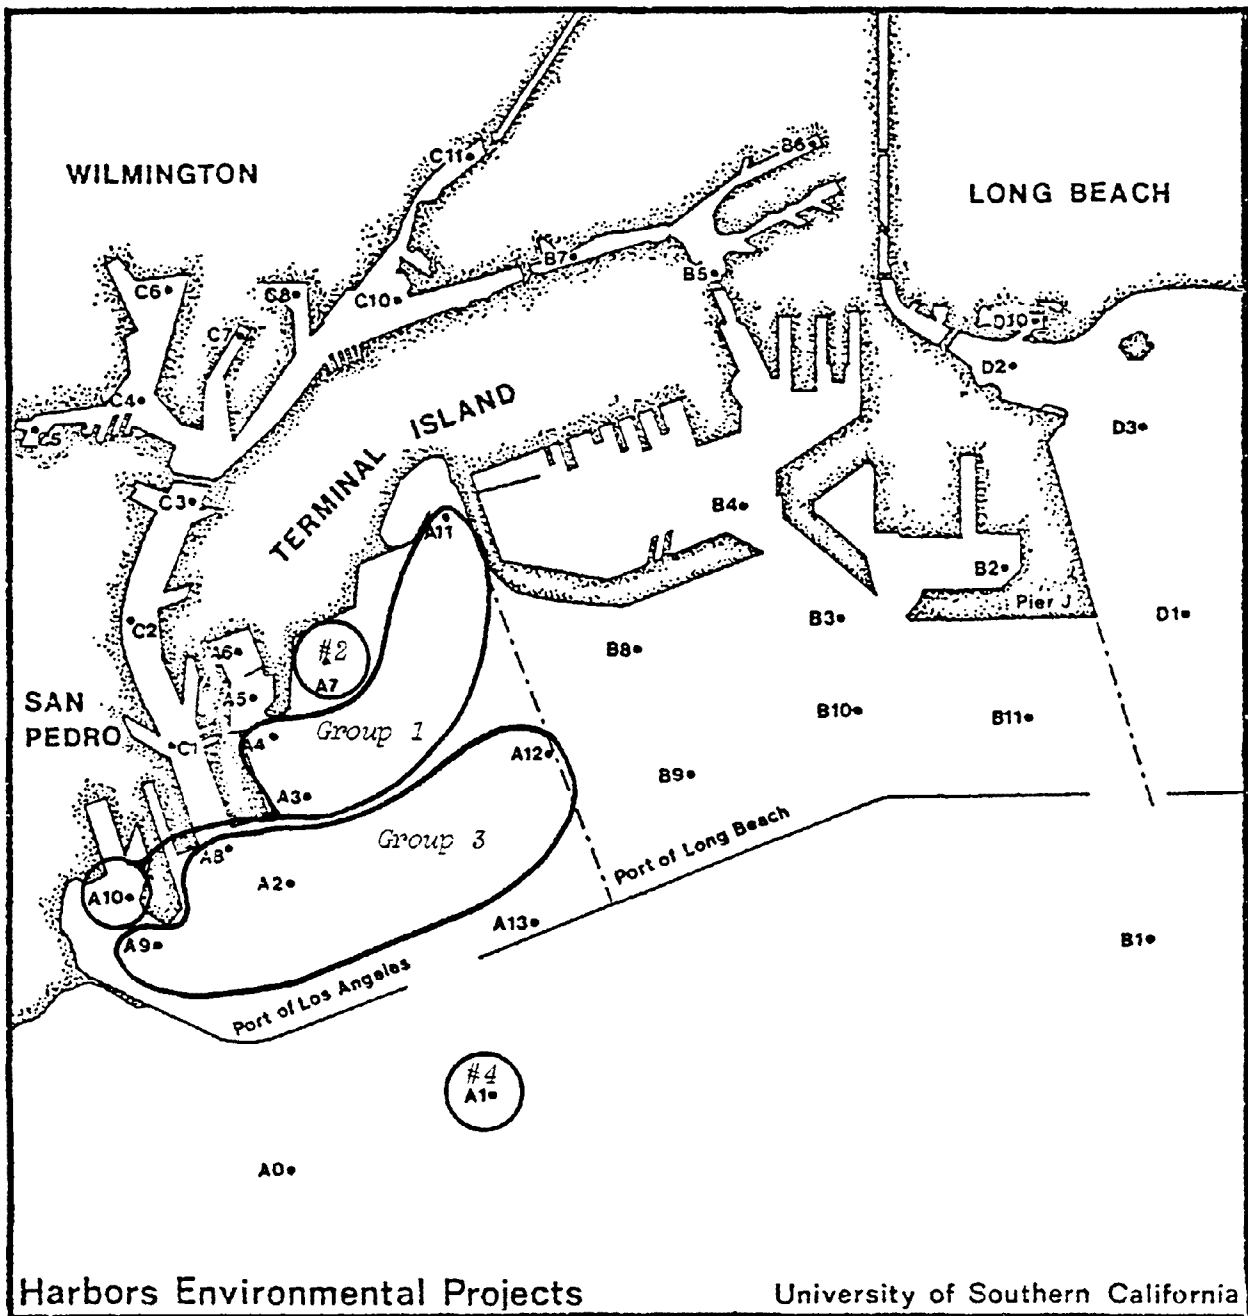 C11
B6
WILMINGTON
LONG BEACH
B7
B5
C6
C8
C10
D10
C7
D2
C4
TERMINAL ISLAND
C5
D3
C3
B4
A11
B2
Pier J
C2
B3
D1
A6
#2
B8
A7
A5
SAN
PEDRO
B10
B11
Group 1
C1
A4
A12
B9
A3
Port of Long Beach
Group 3
A8
A2
A10
A13
A9
B1
Port of Los Angeles
#4
A1
A0
Harbors Environmental Projects
University of Southern California